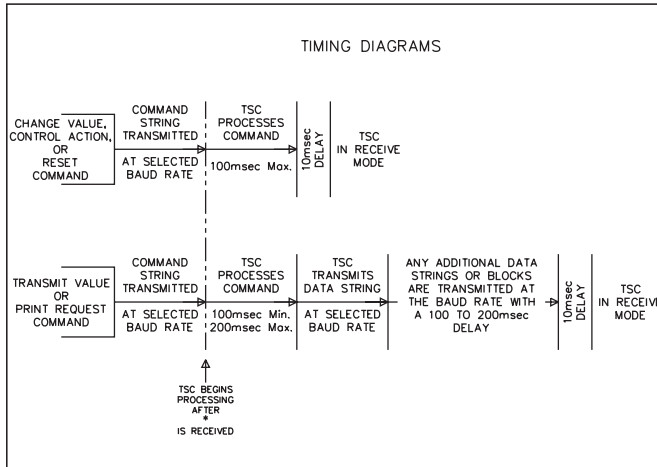 TIMING DIAGRAMS
CHANGE VALUE,
CONTROL ACTION,
OR
RESET
COMMAND
COMMAND
STRING
TRANSMITTED
AT SELECTED
BAUD RATE
TSC
PROCESSES
COMMAND
100msec Max.
10msec
DELAY
TSC
IN RECEIVE
MODE
TRANSMIT VALUE
OR
PRINT REQUEST
COMMAND
COMMAND
STRING
TRANSMITTED
AT SELECTED
BAUD RATE
TSC
PROCESSES
COMMAND
100msec Min.
200msec Max.
TSC
TRANSMITS
DATA STRING
AT SELECTED
BAUD RATE
ANY ADDITIONAL DATA
STRINGS OR BLOCKS
ARE TRANSMITTED AT
THE BAUD RATE WITH
A 100 TO 200msec
DELAY
10msec
DELAY
TSC
IN RECEIVE
MODE
TSC BEGINS
PROCESSING
AFTER
*
IS RECEIVED